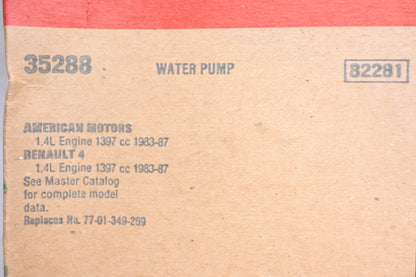 35288 WATER PUMP 82281
AMERICAN MOTORS
1.4L Engine 1397 cc 1983-87
RENAULT 4
1.4L Engine 1397 cc 1983-87
See Master Catalog
for complete model
data.
Replaces No. 77-01-349-269